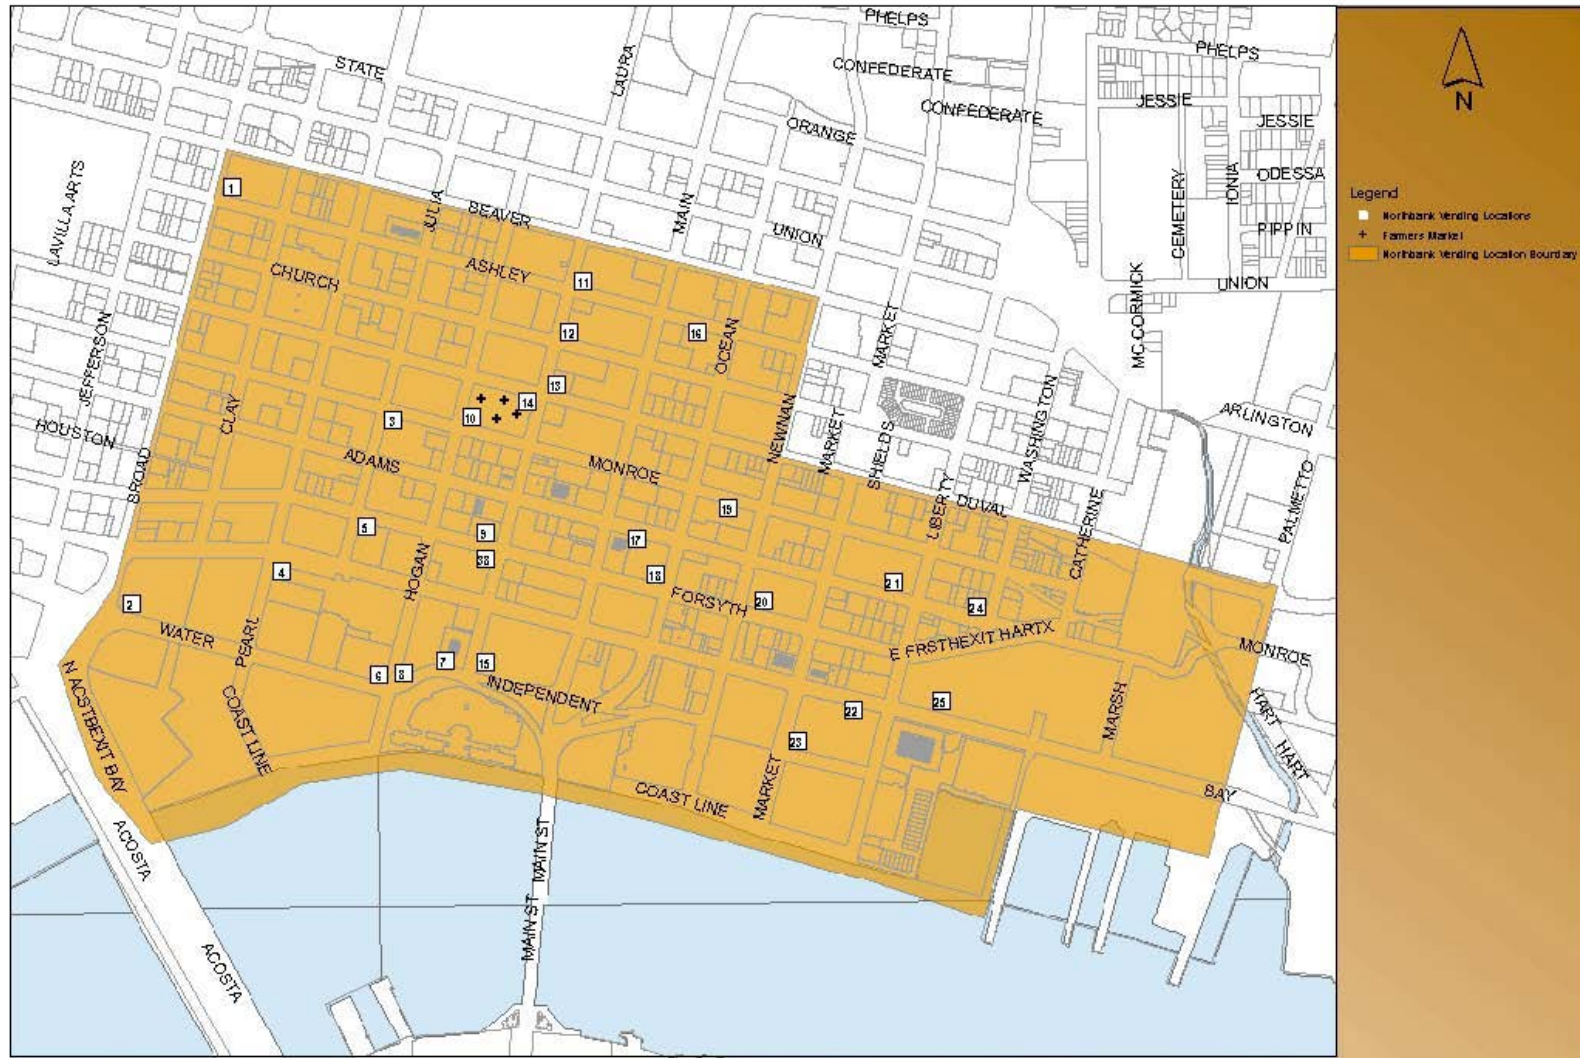 PHELPS
STATE
LAURA
CONFEDERATE
PHELPS
CONFEDERATE
JESSIE
ORANGE
JESSIE
LAVILLA ARTS
JULIA
BEAVER
MAIN
UNION
CEMETERY
IONIA
ODESSA
PIPPIN
UNION
1
CHURCH
ASHLEY
11
12
16
OCEAN
MARKET
MC CORMICK
JEFFERSON
13
14
10
3
CLAY
HOUSTON
BROAD
ADAMS
MONROE
NEWNAN
MARKET
SHIELDS
WASHINGTON
ARLINGTON
LIBERTY
DUVAL
CATHERINE
PALMETTO
19
5
9
17
HOGAN
38
4
18
FORSYTH
20
21
24
2
WATER
PEARL
E FRSTHEXIT HARTX
MONROE
6
8
7
15
INDEPENDENT
N ACSTBEXIT BAY
COAST LINE
22
25
23
MARSH
HART
HART
COAST LINE
MARKET
BAY
ACOSTA
MAIN ST
MAIN ST
ACOSTA
N
Legend
Northbank Vending Locations
Farmers Market
Northbank Vending Location Boundary